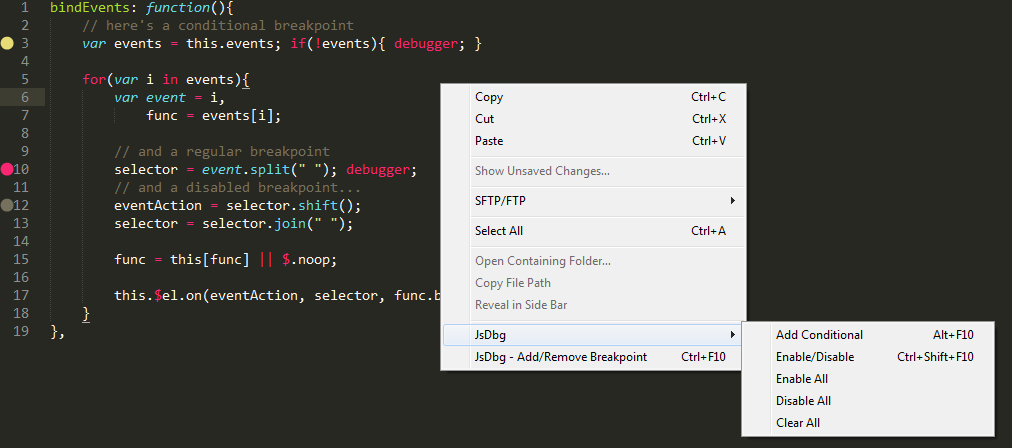 1 bindEvents: function(){
2 // here's a conditional breakpoint
3 var events = this.events; if(!events){ debugger; }
4
5 for(var i in events){
6 var event = i,
7 func = events[i];
8
9 // and a regular breakpoint
10 selector = event.split(" "); debugger;
11 // and a disabled breakpoint...
12 eventAction = selector.shift();
13 selector = selector.join(" ");
14
15 func = this[func] || $.noop;
16
17 this.$el.on(eventAction, selector, func.b
18 }
19 },
Copy Ctrl+C
Cut Ctrl+X
Paste Ctrl+V
Show Unsaved Changes...
SFTP/FTP
Select All Ctrl+A
Open Containing Folder...
Copy File Path
Reveal in Side Bar
JsDbg
JsDbg - Add/Remove Breakpoint Ctrl+F10
Add Conditional Alt+F10
Enable/Disable Ctrl+Shift+F10
Enable All
Disable All
Clear All